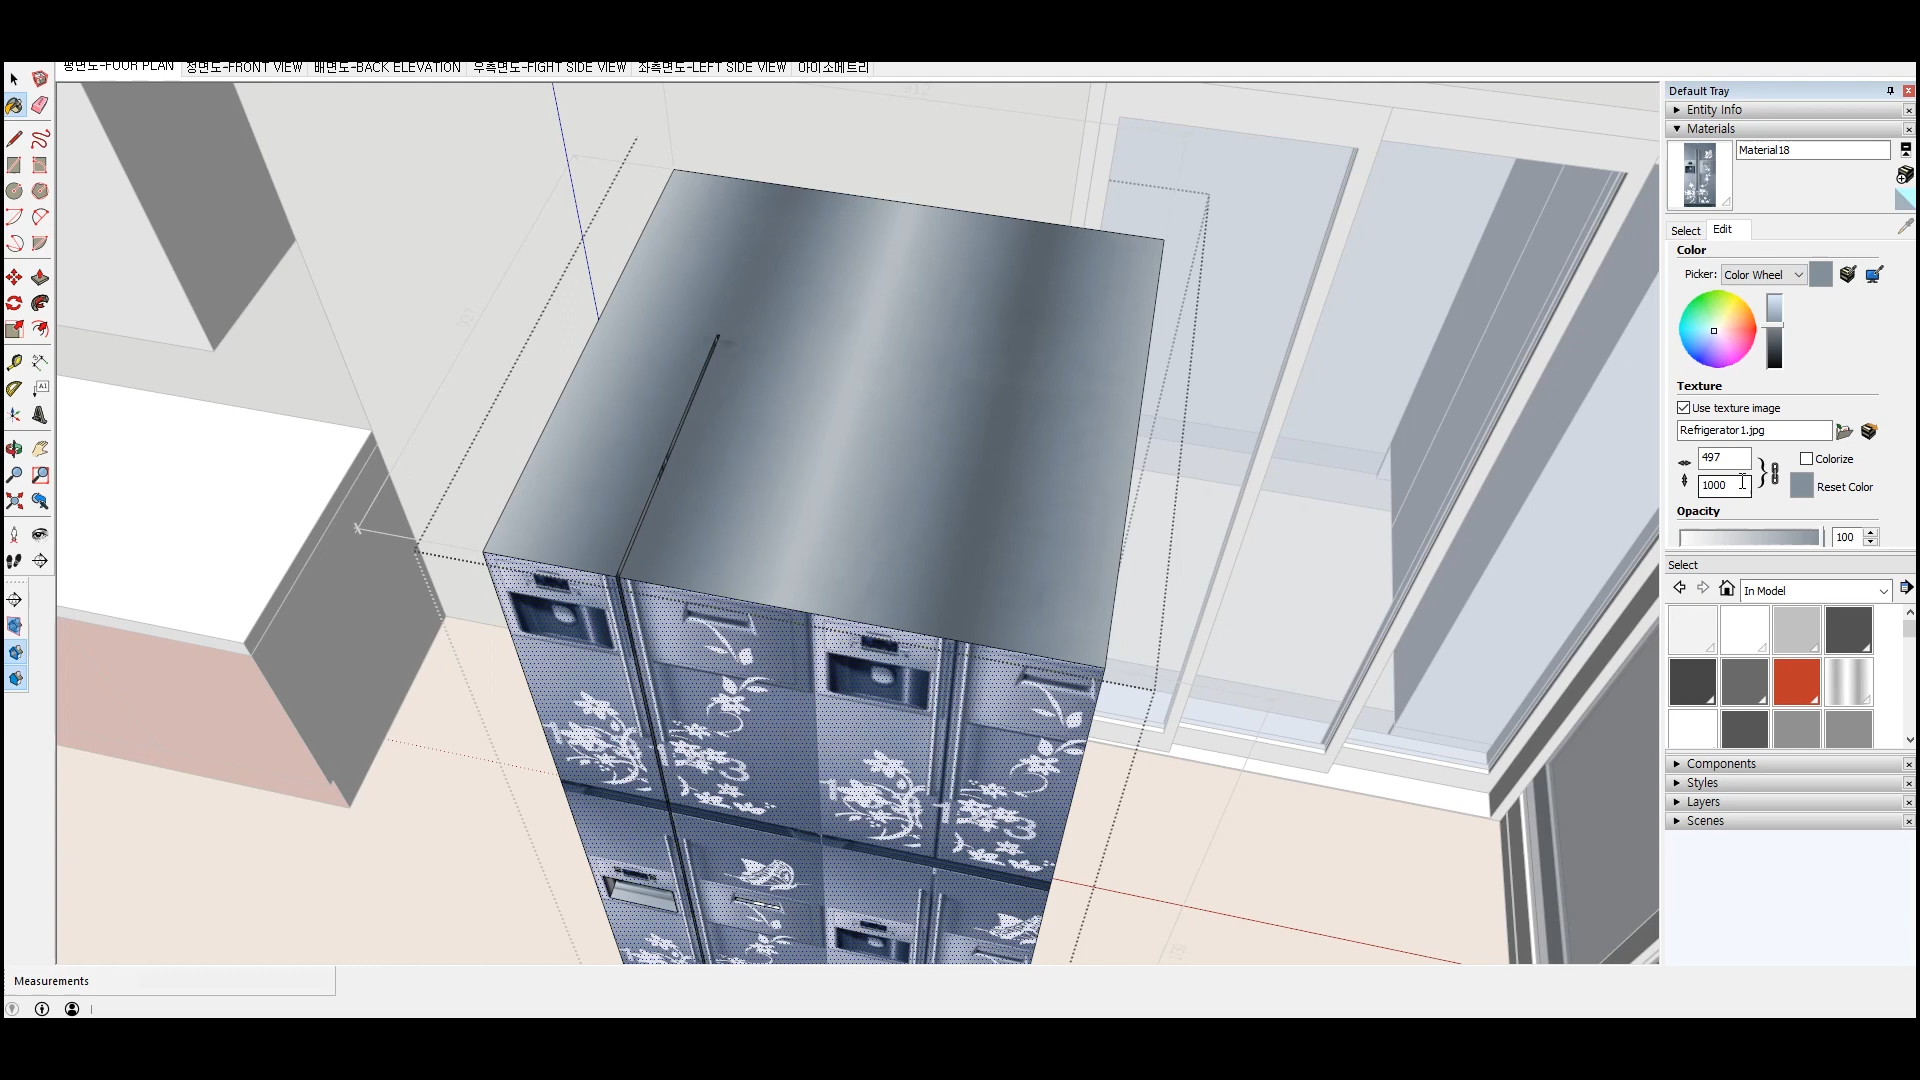 평면도-FOUR PLAN 정면도-FRONT VIEW 배면도-BACK ELEVATION 우측면도-FIGHT SIDE VIEW 좌측면도-LEFT SIDE VIEW 아이소메트리
Default Tray
Entity Info
Materials
Material18
Select Edit
Color
Picker: Color Wheel
Texture
Use texture image
Refrigerator1.jpg
497
Colorize
1000
Reset Color
Opacity
100
Select
In Model
Components
Styles
Layers
Scenes
A1
Measurements